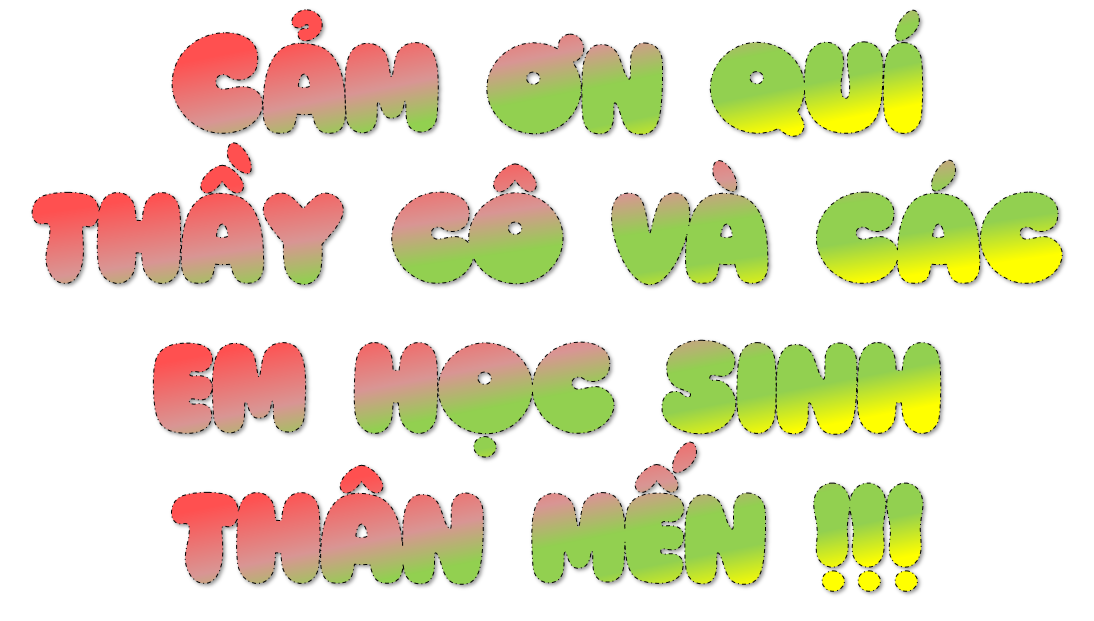 CẢM ƠN QUÍ
THẦY CÔ VÀ CÁC
EM HỌC SINH
THÂN MẾN !!!